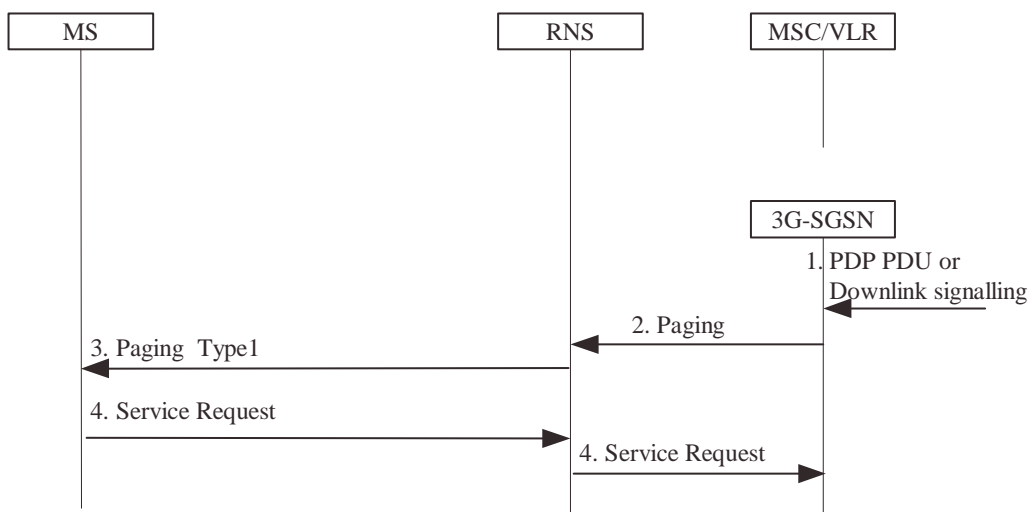 MS
RNS
MSC/VLR
3G-SGSN
1. PDP PDU or
Downlink signalling
2. Paging
3. Paging Type1
4. Service Request
4. Service Request